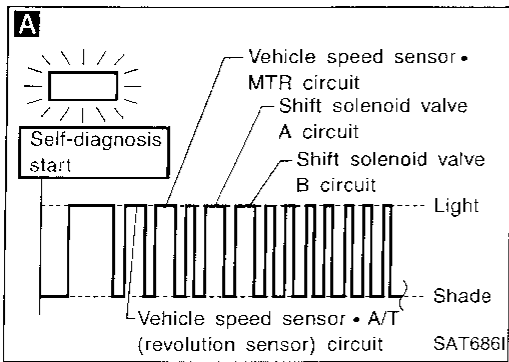 A
Vehicle speed sensor •
MTR circuit
Shift solenoid valve
A circuit
Self-diagnosis
start
Shift solenoid valve
B circuit
Light
Shade
Vehicle speed sensor • A/T
(revolution sensor) circuit
SAT686I